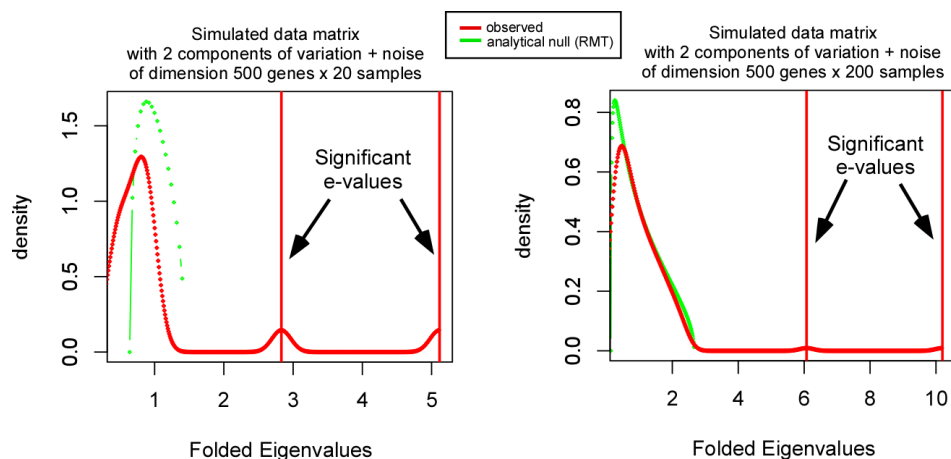 Simulated data matrix
with 2 components of variation + noise
of dimension 500 genes x 20 samples
observed
analytical null (RMT)
Simulated data matrix
with 2 components of variation + noise
of dimension 500 genes x 200 samples
density
0.0
0.5
1.0
1.5
Significant
e-values
1
2
3
4
5
Folded Eigenvalues
density
0.0
0.2
0.4
0.6
0.8
Significant
e-values
2
4
6
8
10
Folded Eigenvalues